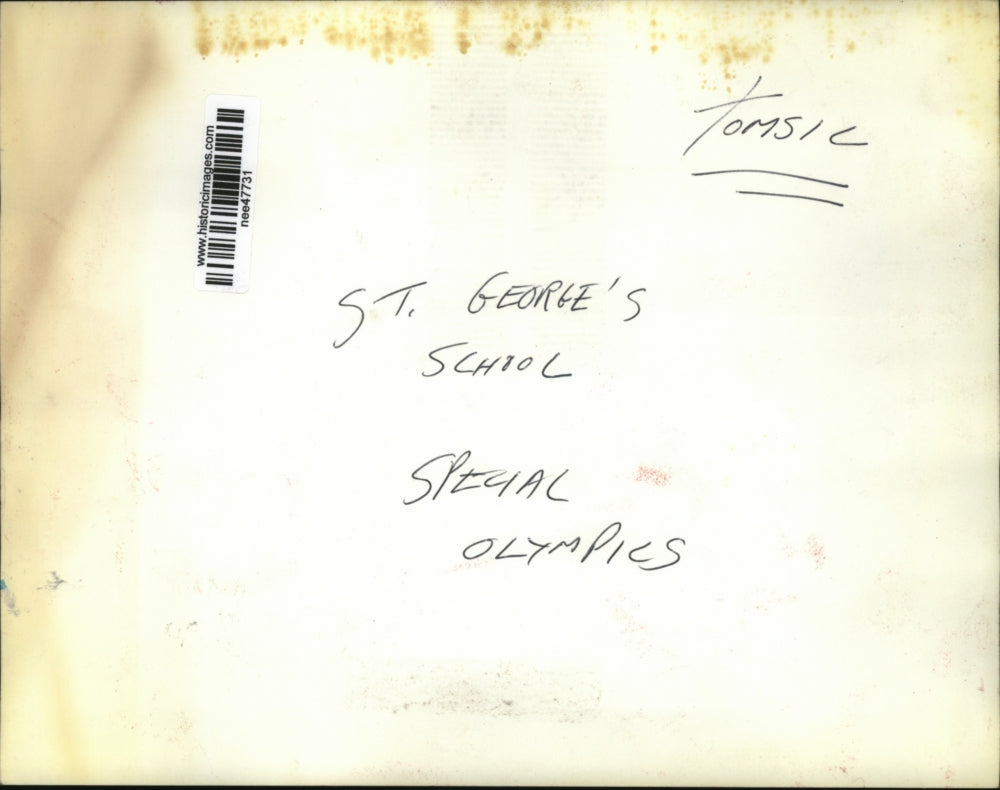 TOMSIC
www.historicimages.com
nee47731
ST. GEORGE'S
SCHOOL
SPECIAL
OLYMPICS